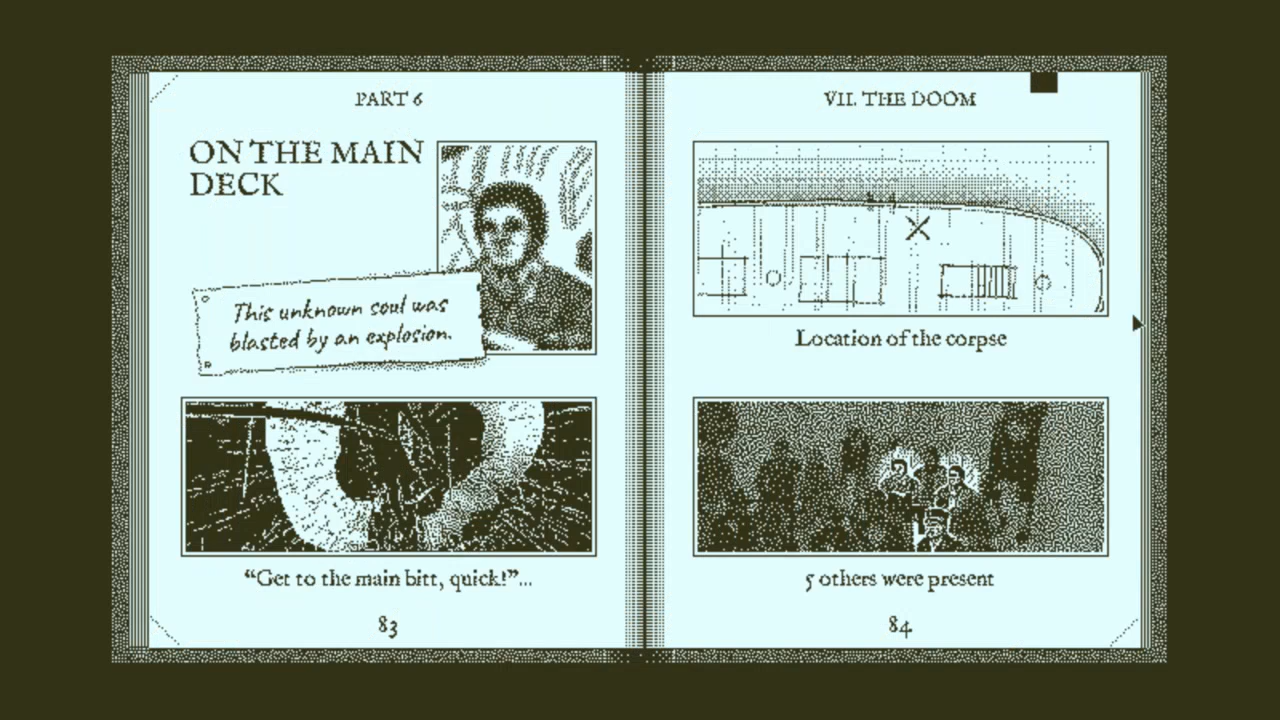 PART 6
ON THE MAIN
DECK
This unknown soul was
blasted by an explosion.
“Get to the main bitt, quick!”...
83
VII. THE DOOM
Location of the corpse
5 others were present
84